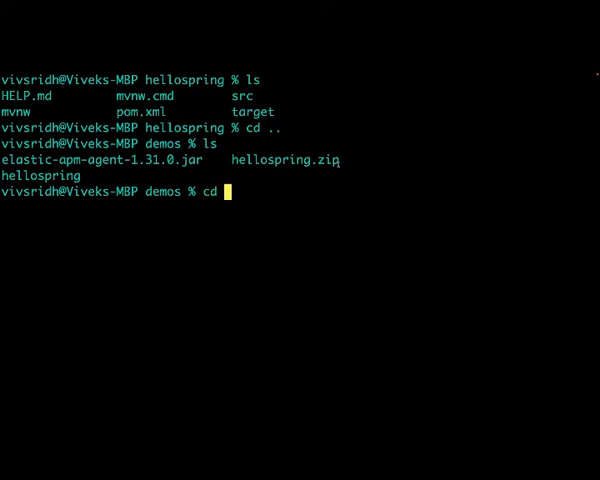 vivsridh@Viveks-MBP hellospring % ls
HELP.md mvnw.cmd src
mvnw pom.xml target
vivsridh@Viveks-MBP hellospring % cd ..
vivsridh@Viveks-MBP demos % ls
elastic-apm-agent-1.31.0.jar hellospring.zip
hellospring
vivsridh@Viveks-MBP demos % cd